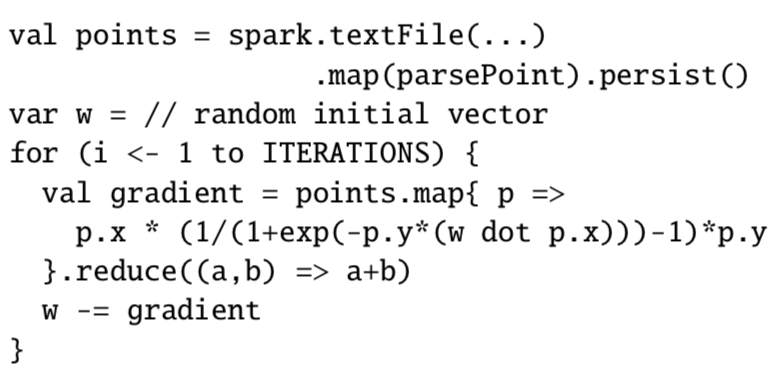 val points = spark.textFile(...)
                  .map(parsePoint).persist()
var w = // random initial vector
for (i <- 1 to ITERATIONS) {
  val gradient = points.map{ p =>
    p.x * (1/(1+exp(-p.y*(w dot p.x)))-1)*p.y
  }.reduce((a,b) => a+b)
  w -= gradient
}